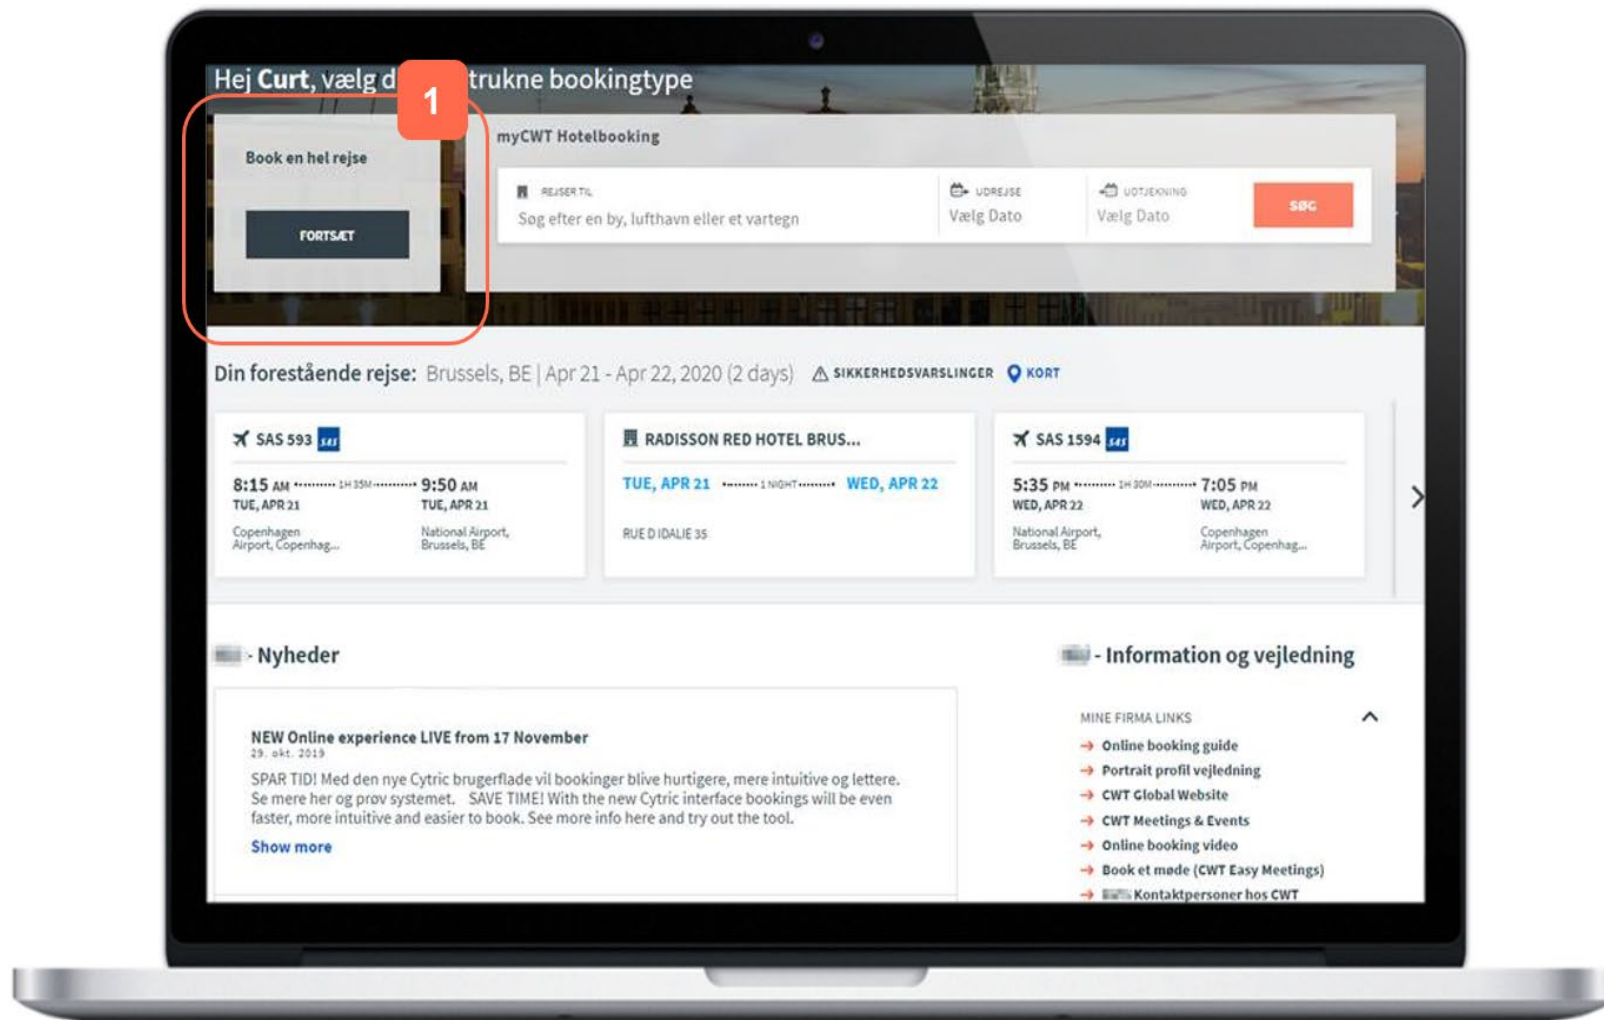 Hej Curt, vælg d trukne bookingtype
1
Book en hel rejse
FORTSÆT
myCWT Hotelbooking
REJSER TIL
Søg efter en by, lufthavn eller et vartegn
UDREJSE
Vælg Dato
UDTJEKNING
Vælg Dato
SØG
Din forestående rejse: Brussels, BE | Apr 21 - Apr 22, 2020 (2 days) SIKKERHEDSVARSLINGER KORT
SAS 593 SAS
8:15 AM 1H 35M 9:50 AM
TUE, APR 21 TUE, APR 21
Copenhagen
Airport, Copenhag...
National Airport,
Brussels, BE
RADISSON RED HOTEL BRUS...
TUE, APR 21 1 NIGHT WED, APR 22
RUE D IDALIE 35
SAS 1594 SAS
5:35 PM 1H 30M 7:05 PM
WED, APR 22 WED, APR 22
National Airport,
Brussels, BE
Copenhagen
Airport, Copenhag...
- Nyheder
NEW Online experience LIVE from 17 November
29. okt. 2019
SPAR TID! Med den nye Cytric brugerflade vil bookinger blive hurtigere, mere intuitive og lettere.
Se mere her og prøv systemet. SAVE TIME! With the new Cytric interface bookings will be even
faster, more intuitive and easier to book. See more info here and try out the tool.
Show more
- Information og vejledning
MINE FIRMA LINKS
Online booking guide
Portrait profil vejledning
CWT Global Website
CWT Meetings & Events
Online booking video
Book et møde (CWT Easy Meetings)
Kontaktpersoner hos CWT